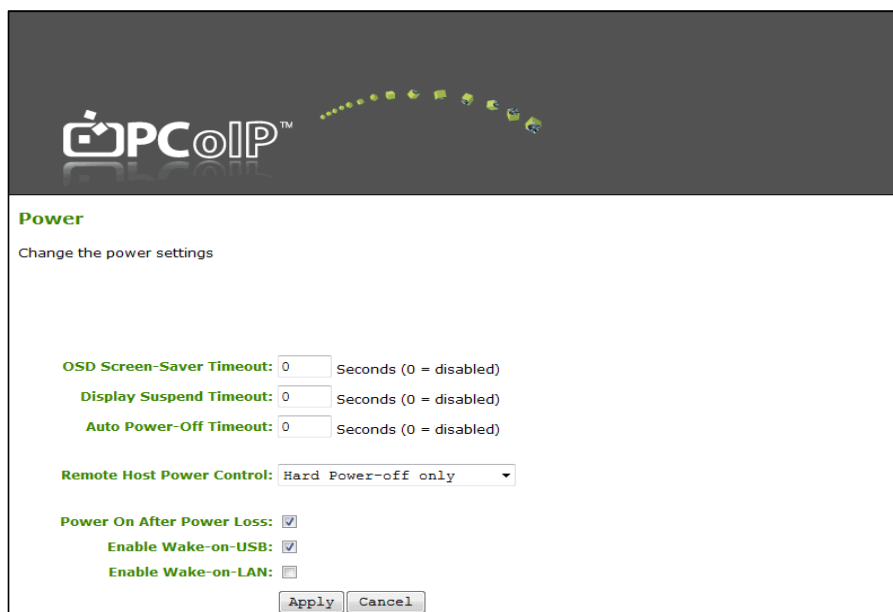 PCoIP™
Power
Change the power settings
OSD Screen-Saver Timeout: 0 Seconds (0 = disabled)
Display Suspend Timeout: 0 Seconds (0 = disabled)
Auto Power-Off Timeout: 0 Seconds (0 = disabled)
Remote Host Power Control: Hard Power-off only
Power On After Power Loss:
Enable Wake-on-USB:
Enable Wake-on-LAN:
Apply Cancel